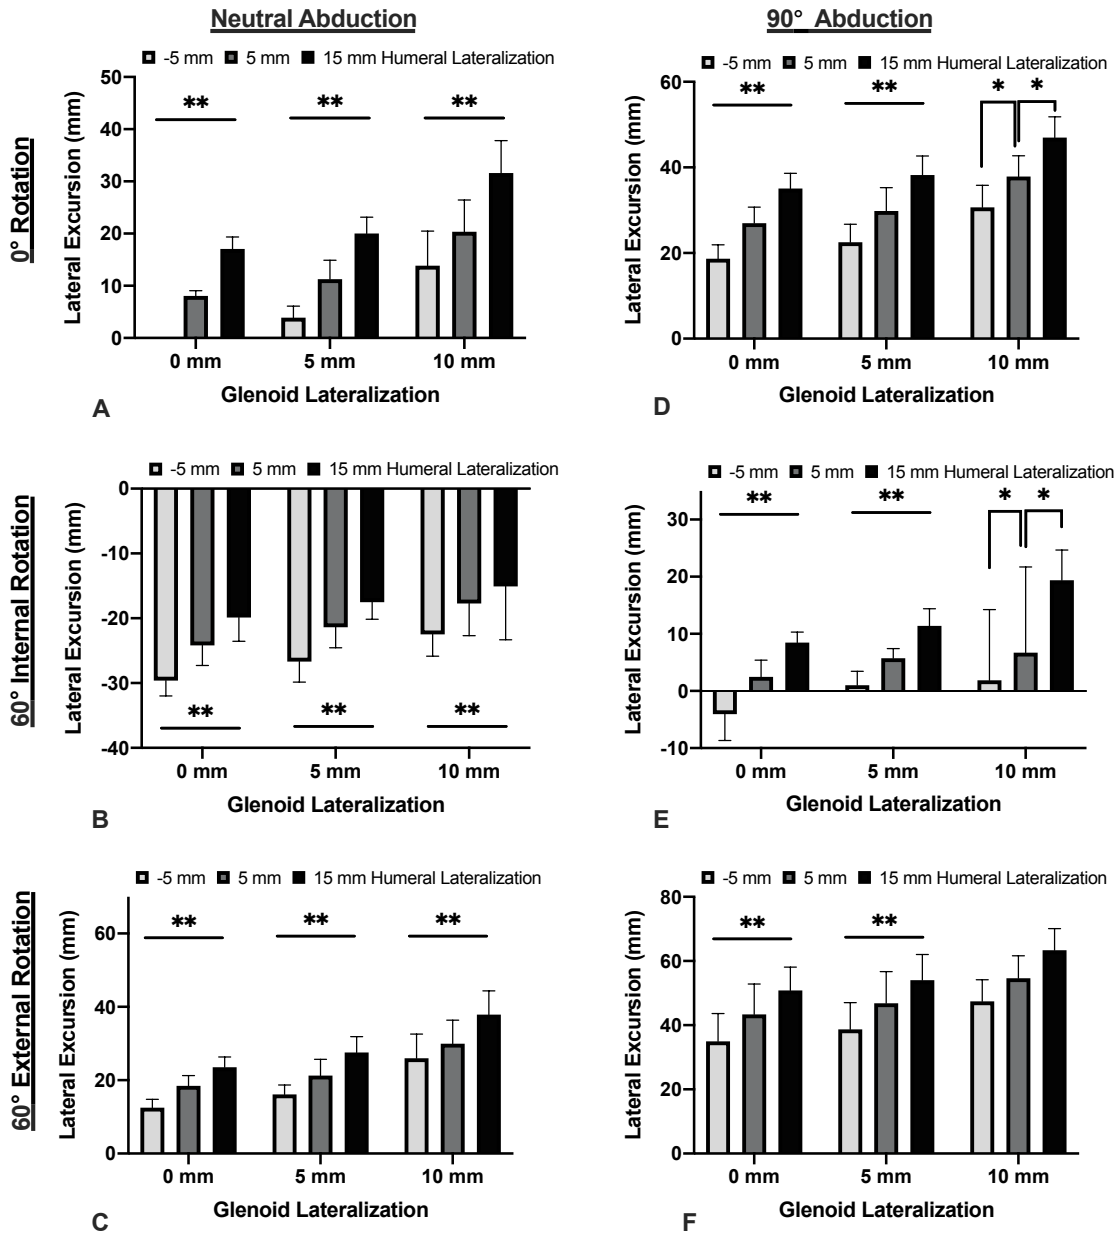 Neutral Abduction
90° Abduction
0° Rotation
60° Internal Rotation
60° External Rotation
-5 mm 5 mm 15 mm Humeral Lateralization
Lateral Excursion (mm)
50
40
30
20
10
0
** ** **
0 mm 5 mm 10 mm
Glenoid Lateralization
A
-5 mm 5 mm 15 mm Humeral Lateralization
Lateral Excursion (mm)
60
40
20
0
** ** * *
0 mm 5 mm 10 mm
Glenoid Lateralization
D
-5 mm 5 mm 15 mm Humeral Lateralization
Lateral Excursion (mm)
0
-10
-20
-30
-40
** ** **
0 mm 5 mm 10 mm
Glenoid Lateralization
B
-5 mm 5 mm 15 mm Humeral Lateralization
Lateral Excursion (mm)
30
20
10
0
-10
** ** * *
0 mm 5 mm 10 mm
Glenoid Lateralization
E
-5 mm 5 mm 15 mm Humeral Lateralization
Lateral Excursion (mm)
60
40
20
0
** ** **
0 mm 5 mm 10 mm
Glenoid Lateralization
C
-5 mm 5 mm 15 mm Humeral Lateralization
Lateral Excursion (mm)
80
60
40
20
0
** **
0 mm 5 mm 10 mm
Glenoid Lateralization
F